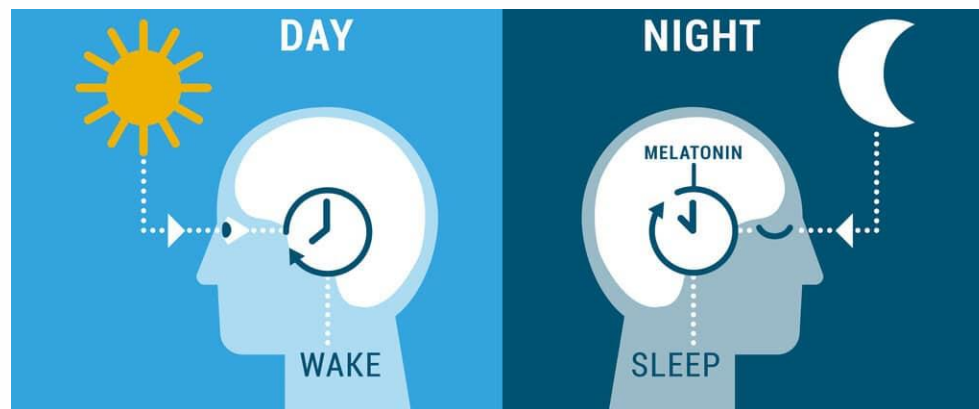 DAY
WAKE
NIGHT
MELATONIN
SLEEP